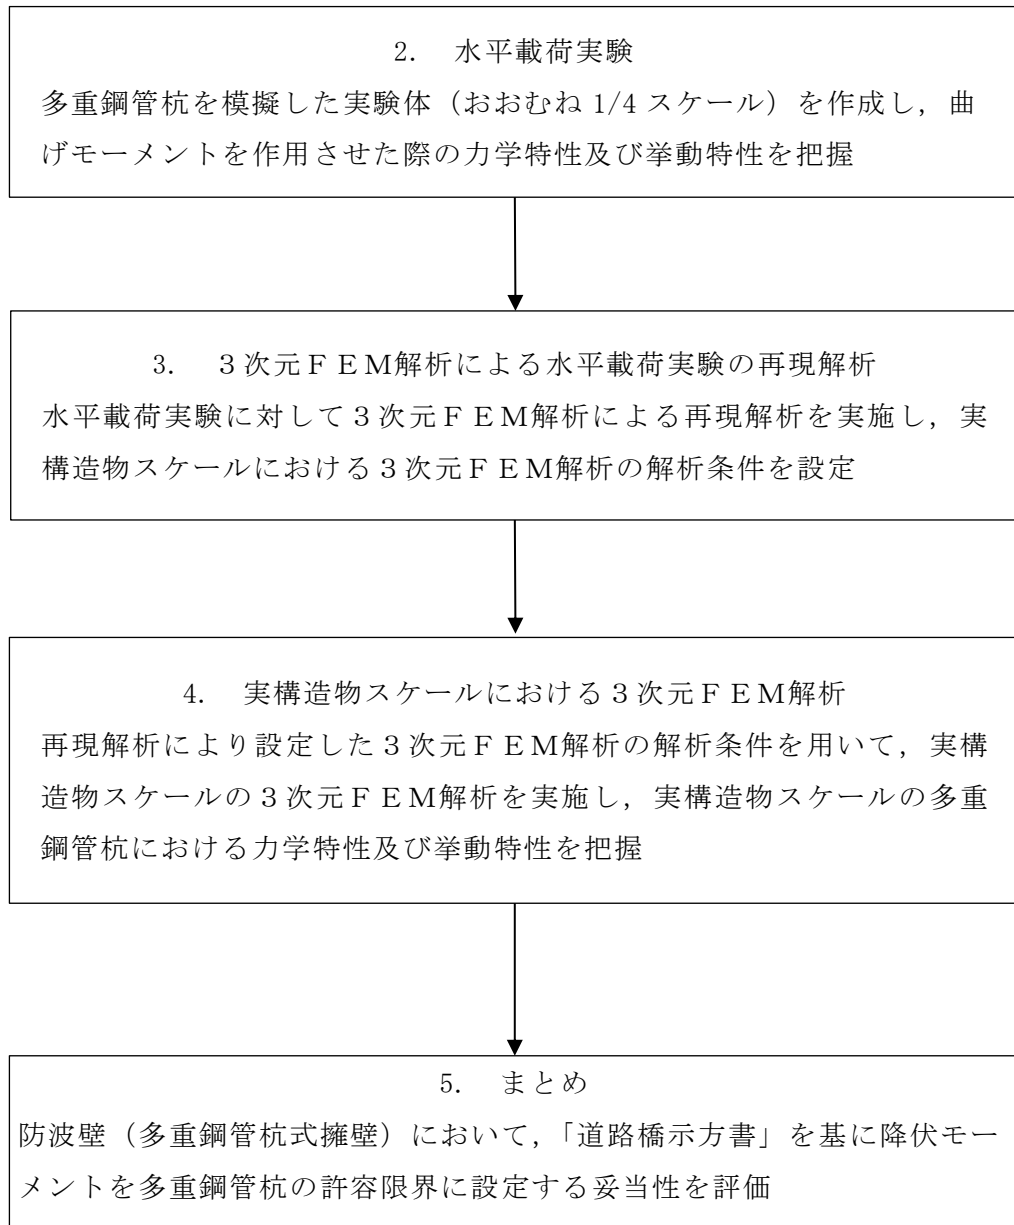 2.　水平載荷実験
多重鋼管杭を模擬した実験体（おおむね 1/4 スケール）を作成し，曲
げモーメントを作用させた際の力学特性及び挙動特性を把握
3.　３次元ＦＥＭ解析による水平載荷実験の再現解析
水平載荷実験に対して３次元ＦＥＭ解析による再現解析を実施し，実
構造物スケールにおける３次元ＦＥＭ解析の解析条件を設定
4.　実構造物スケールにおける３次元ＦＥＭ解析
再現解析により設定した３次元ＦＥＭ解析の解析条件を用いて，実構
造物スケールの３次元ＦＥＭ解析を実施し，実構造物スケールの多重
鋼管杭における力学特性及び挙動特性を把握
5.　まとめ
防波壁（多重鋼管杭式擁壁）において，「道路橋示方書」を基に降伏モー
メントを多重鋼管杭の許容限界に設定する妥当性を評価